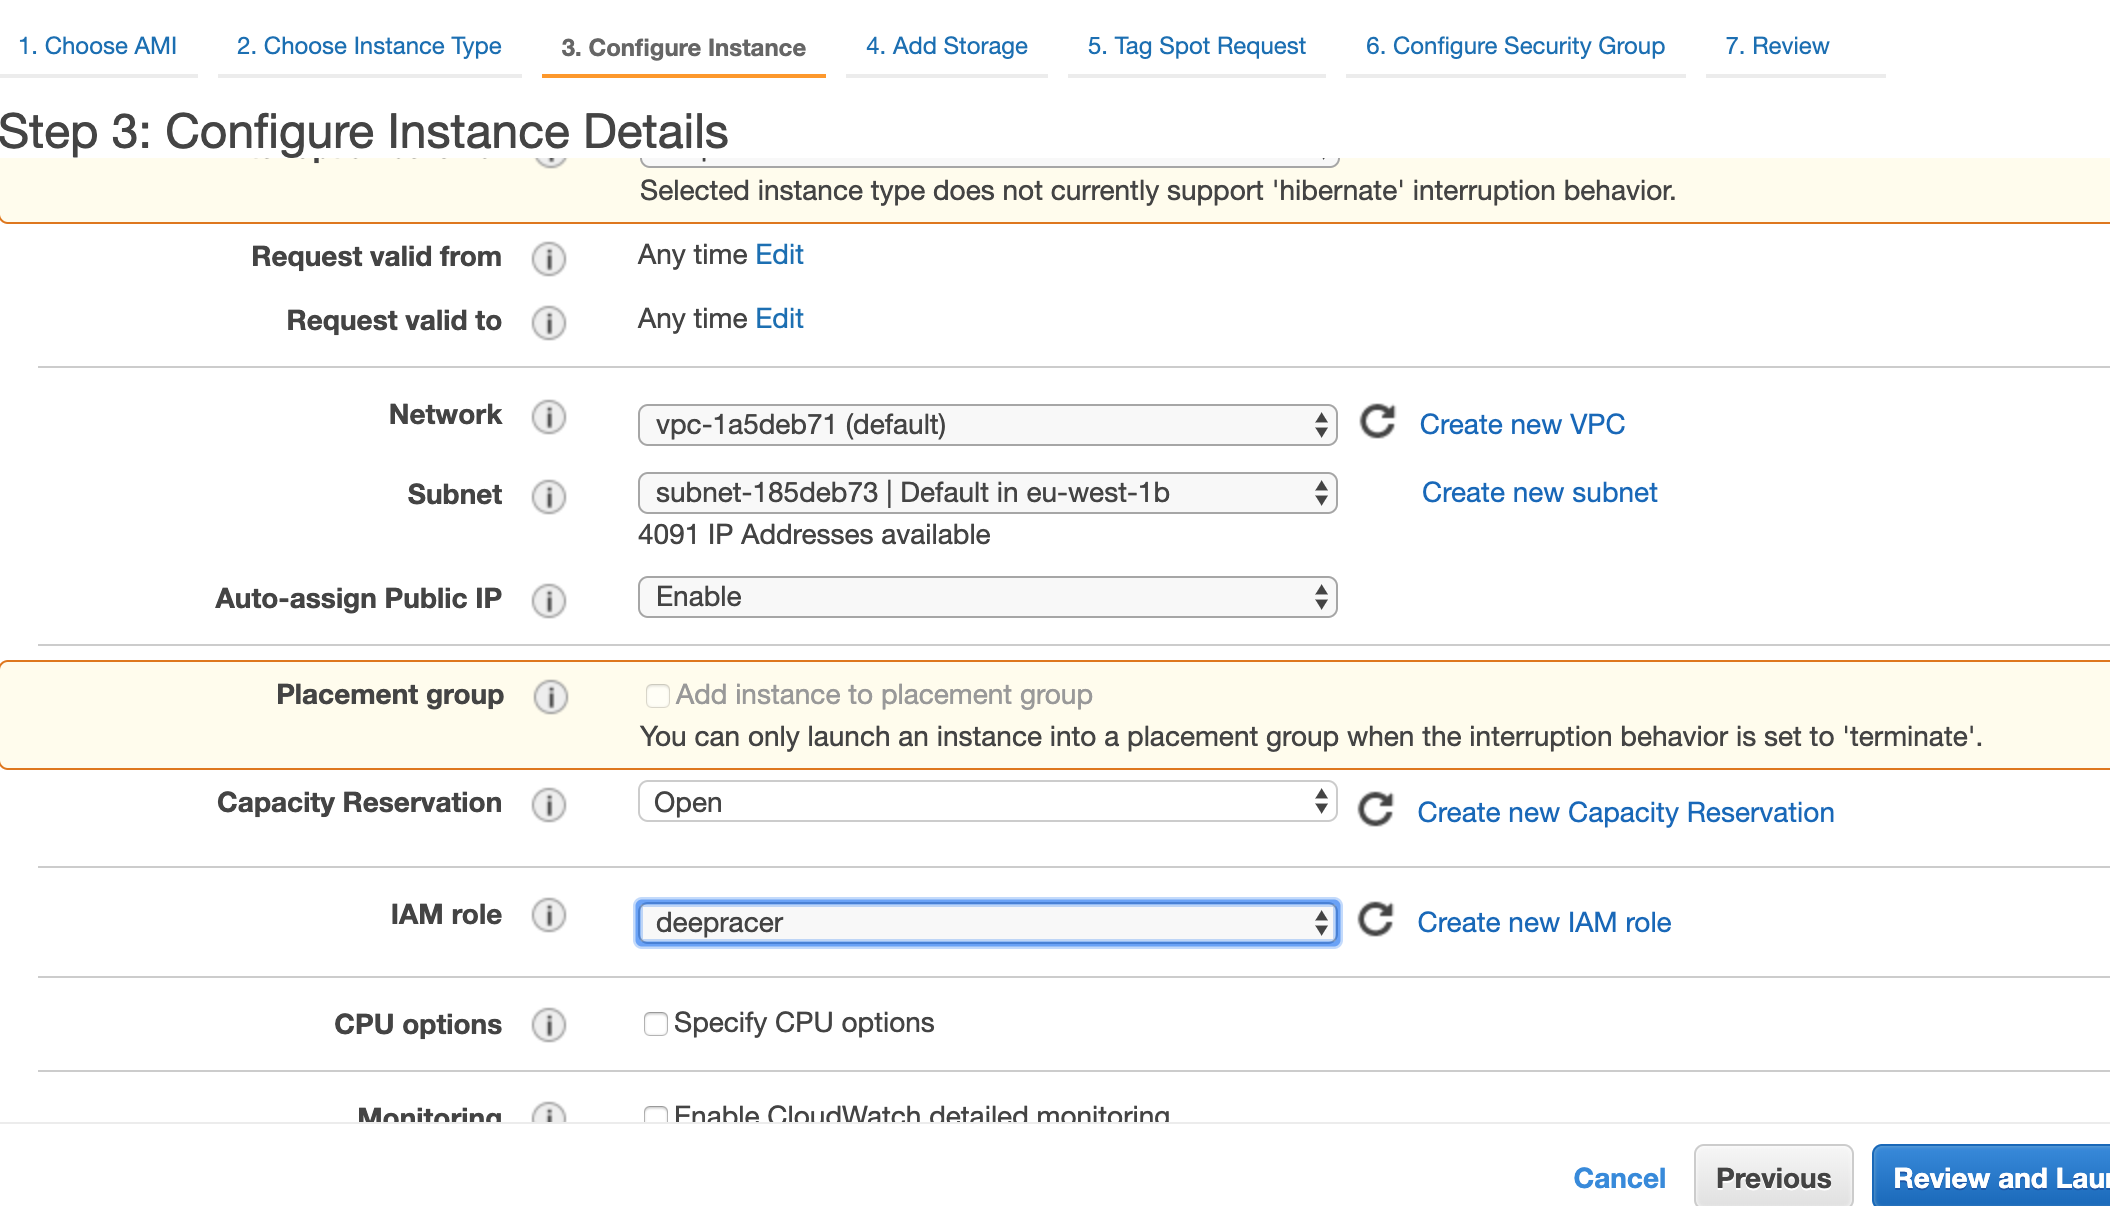 1. Choose AMI 2. Choose Instance Type 3. Configure Instance 4. Add Storage 5. Tag Spot Request 6. Configure Security Group 7. Review
Step 3: Configure Instance Details
Selected instance type does not currently support 'hibernate' interruption behavior.
Request valid from Any time Edit
Request valid to Any time Edit
Network vpc-1a5deb71 (default) Create new VPC
Subnet subnet-185deb73 | Default in eu-west-1b Create new subnet
4091 IP Addresses available
Auto-assign Public IP Enable
Placement group Add instance to placement group
You can only launch an instance into a placement group when the interruption behavior is set to 'terminate'.
Capacity Reservation Open Create new Capacity Reservation
IAM role deepracer Create new IAM role
CPU options Specify CPU options
Monitoring Enable CloudWatch detailed monitoring
Cancel Previous Review and Lau